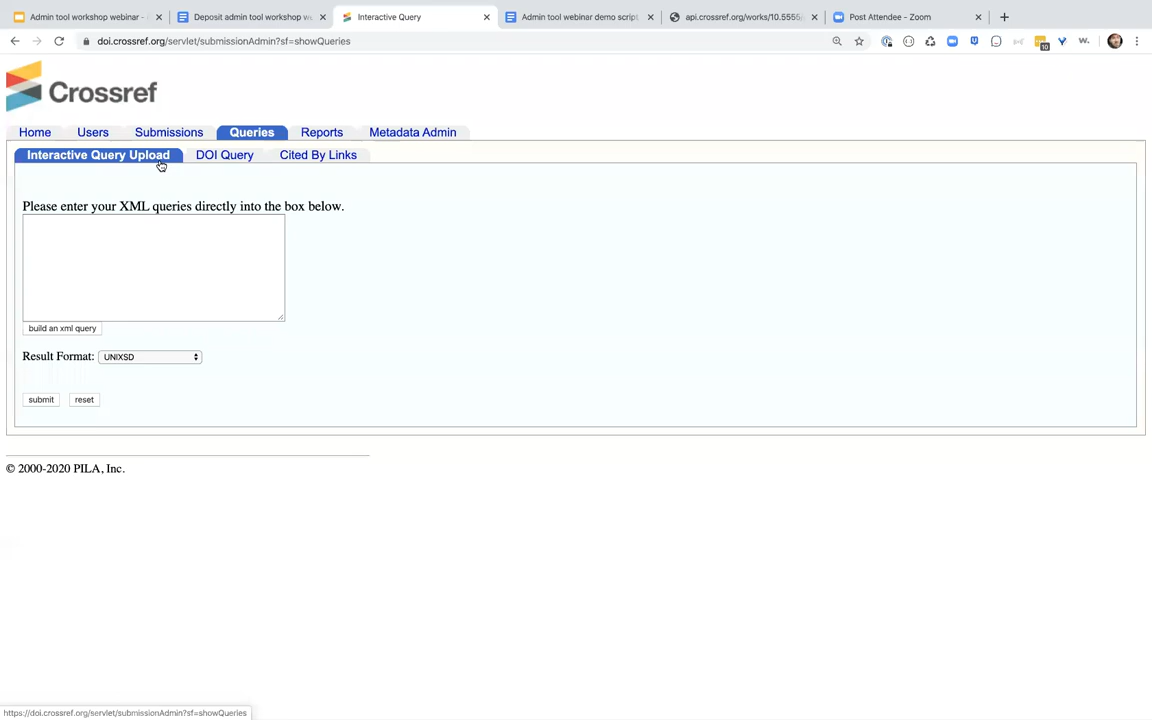 Admin tool workshop webinar -
Deposit admin tool workshop w
Interactive Query
Admin tool webinar demo script
api.crossref.org/works/10.5555/
Post Attendee - Zoom
doi.crossref.org/servlet/submissionAdmin?sf=showQueries
10
W.
Crossref
Home Users Submissions Queries Reports Metadata Admin
Interactive Query Upload DOI Query Cited By Links
Please enter your XML queries directly into the box below.
build an xml query
Result Format: UNIXSD
submit reset
© 2000-2020 PILA, Inc.
https://doi.crossref.org/servlet/submissionAdmin?sf=showQueries